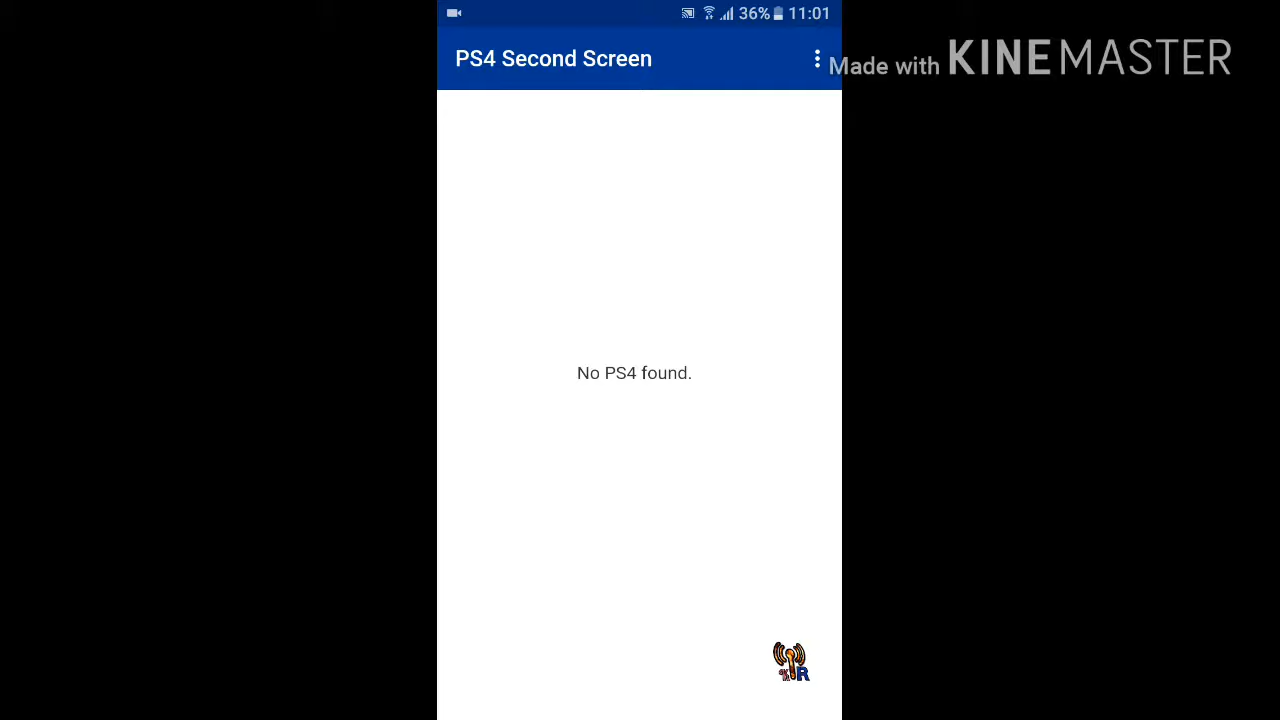 36% 11:01
PS4 Second Screen
Made with KINEMASTER
No PS4 found.
R